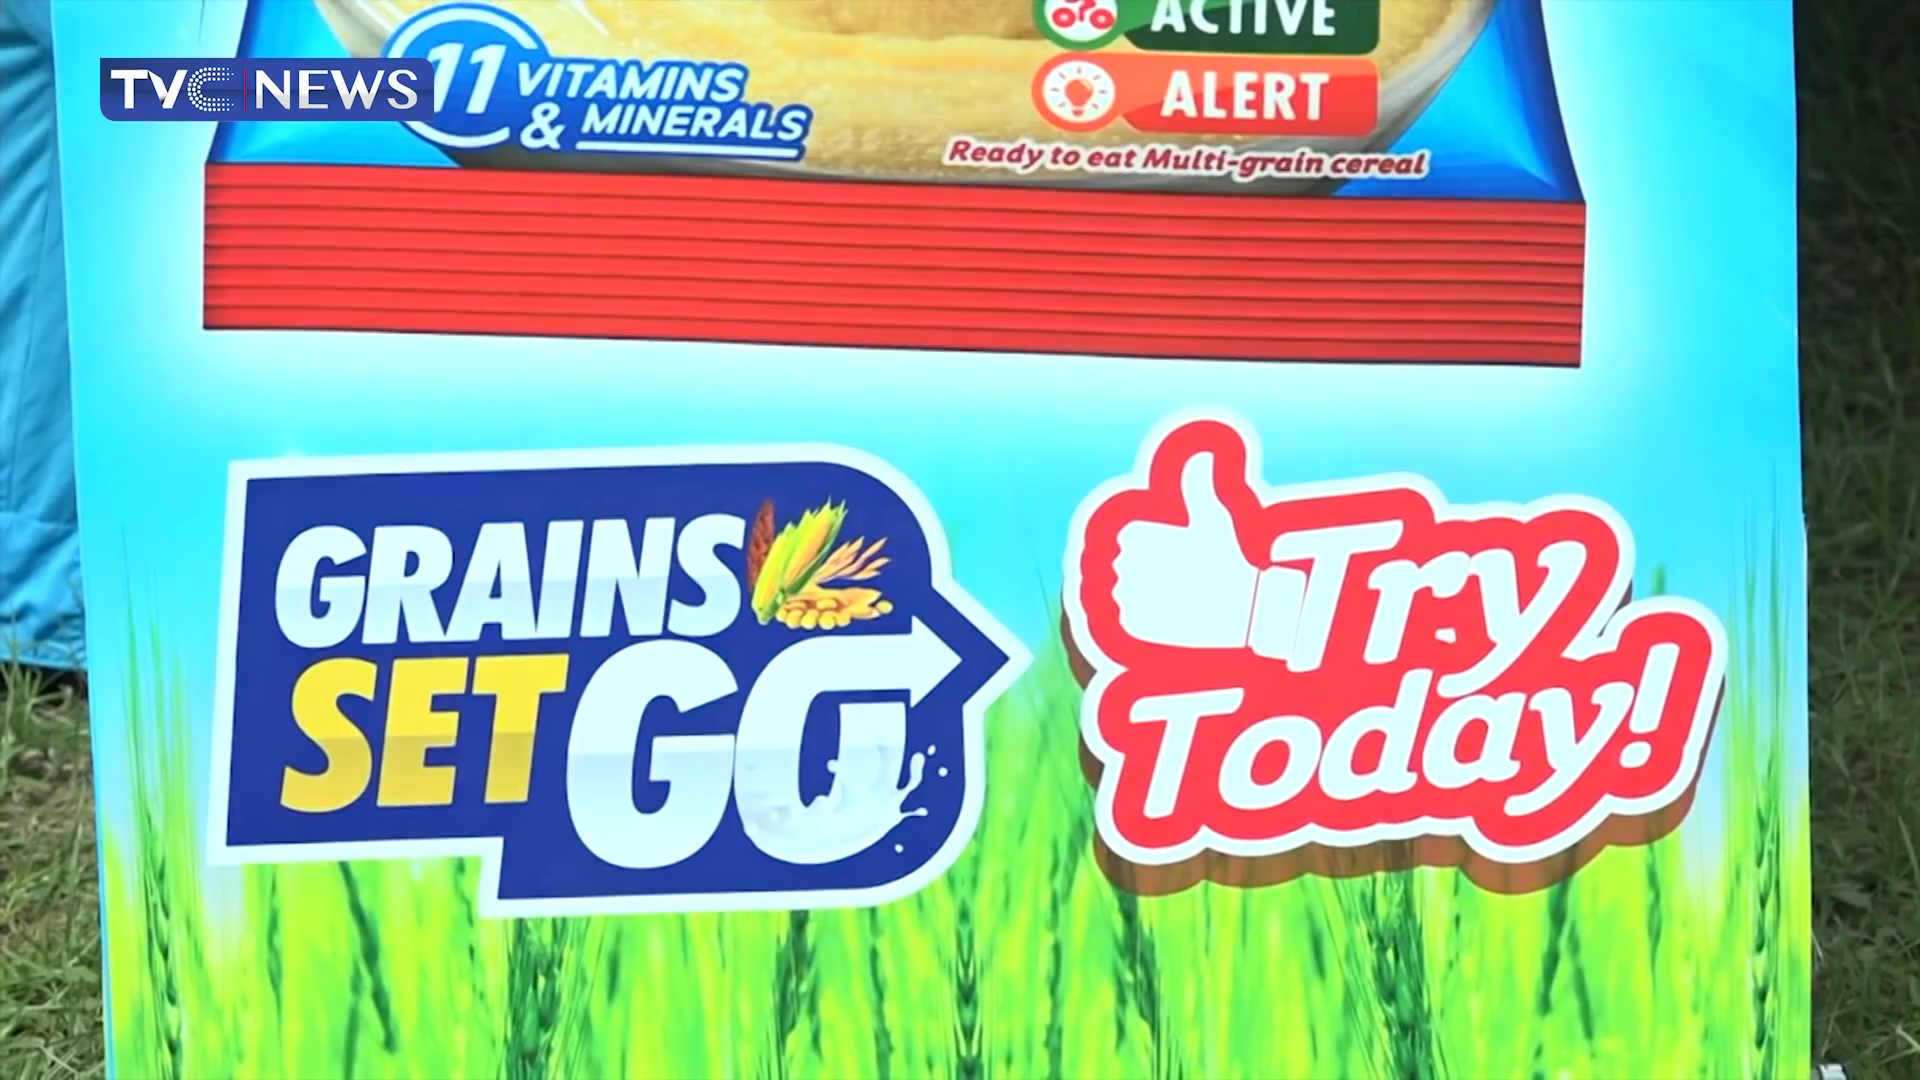 TVC NEWS
11 VITAMINS
& MINERALS
ACTIVE
ALERT
Ready to eat Multi-grain cereal
GRAINS
SET GO
Try
Today!